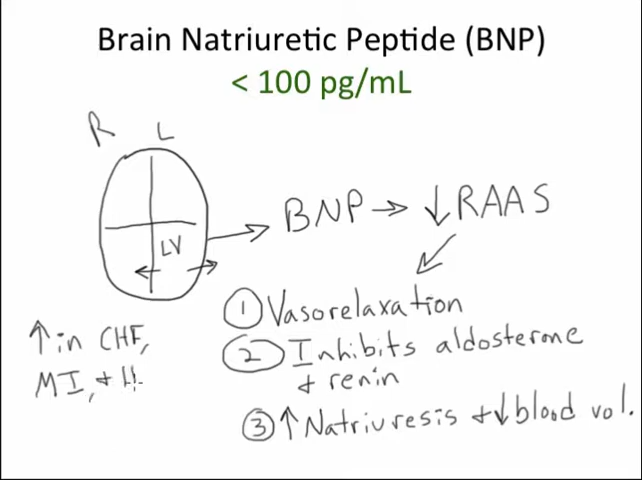 Brain Natriuretic Peptide (BNP)
< 100 pg/mL
R L
LV
BNP → ↓RAAS
① Vasorelaxation
② Inhibits aldosterone
+ renin
③ ↑Natriuresis +↓blood vol.
↑in CHF,
MI, +